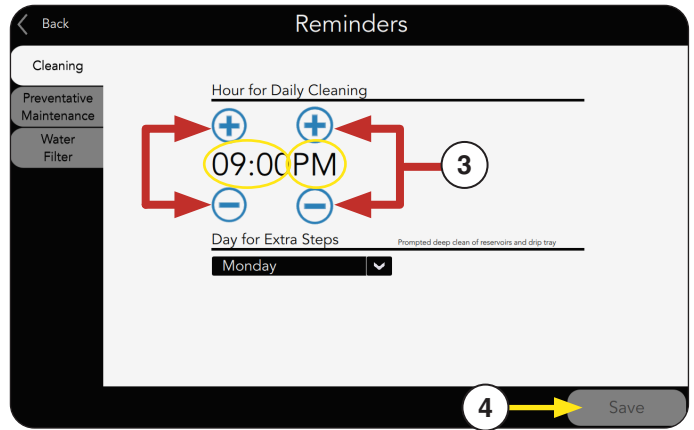 Back
Reminders
Cleaning
Preventative
Maintenance
Water
Filter
Hour for Daily Cleaning
09:00 PM
3
Day for Extra Steps
Prompted deep clean of reservoirs and drip tray
Monday
4
Save